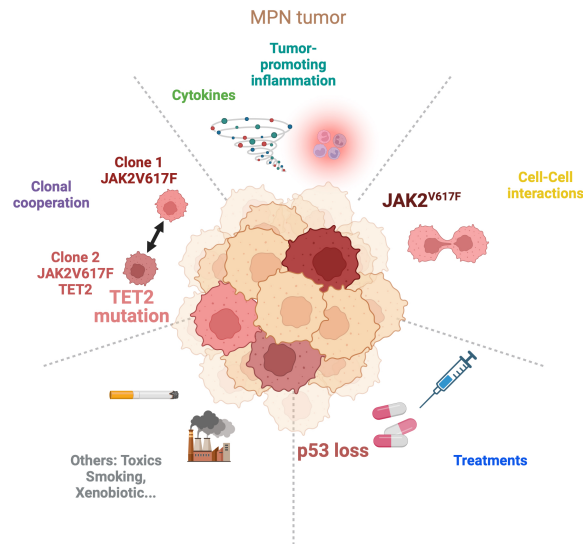 MPN tumor
Tumor-
promoting
inflammation
Cytokines
Clone 1
JAK2V617F
Clonal
cooperation
Clone 2
JAK2V617F
TET2
TET2
mutation
JAK2V617F
Cell-Cell
interactions
p53 loss
Others: Toxics
Smoking,
Xenobiotic...
Treatments